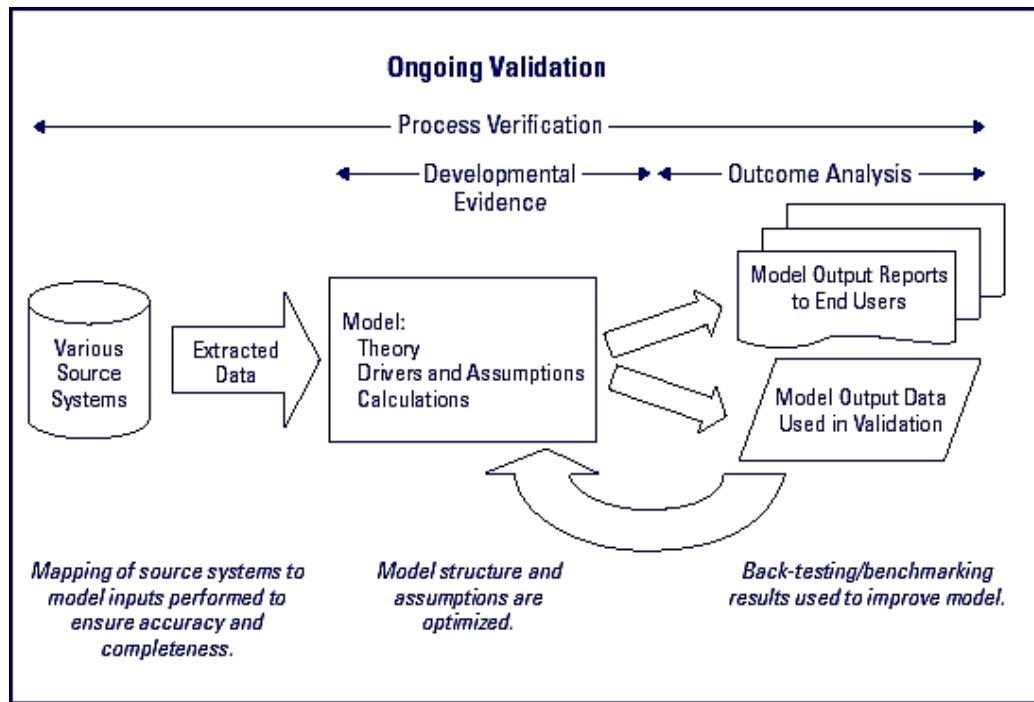 Ongoing Validation
Process Verification
Developmental
Evidence
Outcome Analysis
Various
Source
Systems
Extracted
Data
Model:
Theory
Drivers and Assumptions
Calculations
Model Output Reports
to End Users
Model Output Data
Used in Validation
Mapping of source systems to
model inputs performed to
ensure accuracy and
completeness.
Model structure and
assumptions are
optimized.
Back-testing/benchmarking
results used to improve model.